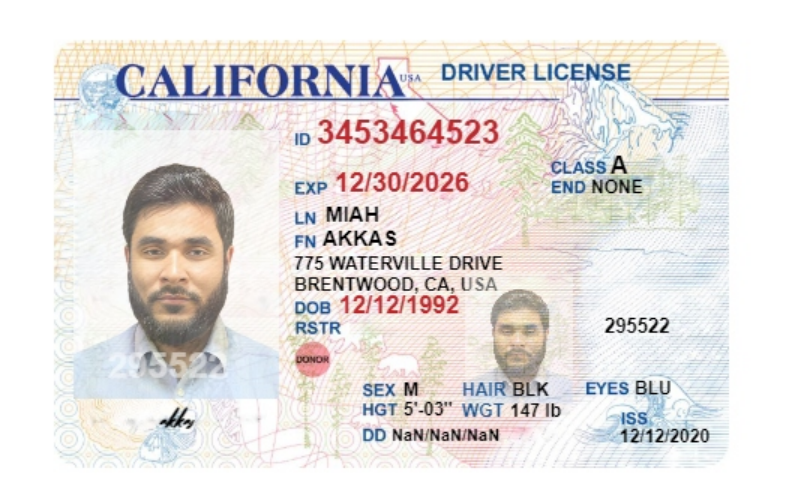 CALIFORNIA USA DRIVER LICENSE
ID 3453464523
CLASS A
EXP 12/30/2026
END NONE
LN MIAH
FN AKKAS
775 WATERVILLE DRIVE
BRENTWOOD, CA, USA
DOB 12/12/1992
RSTR
295522
DONOR
295522
SEX M HAIR BLK EYES BLU
HGT 5'-03" WGT 147 lb
ISS
DD NaN/NaN/NaN
12/12/2020
akkas